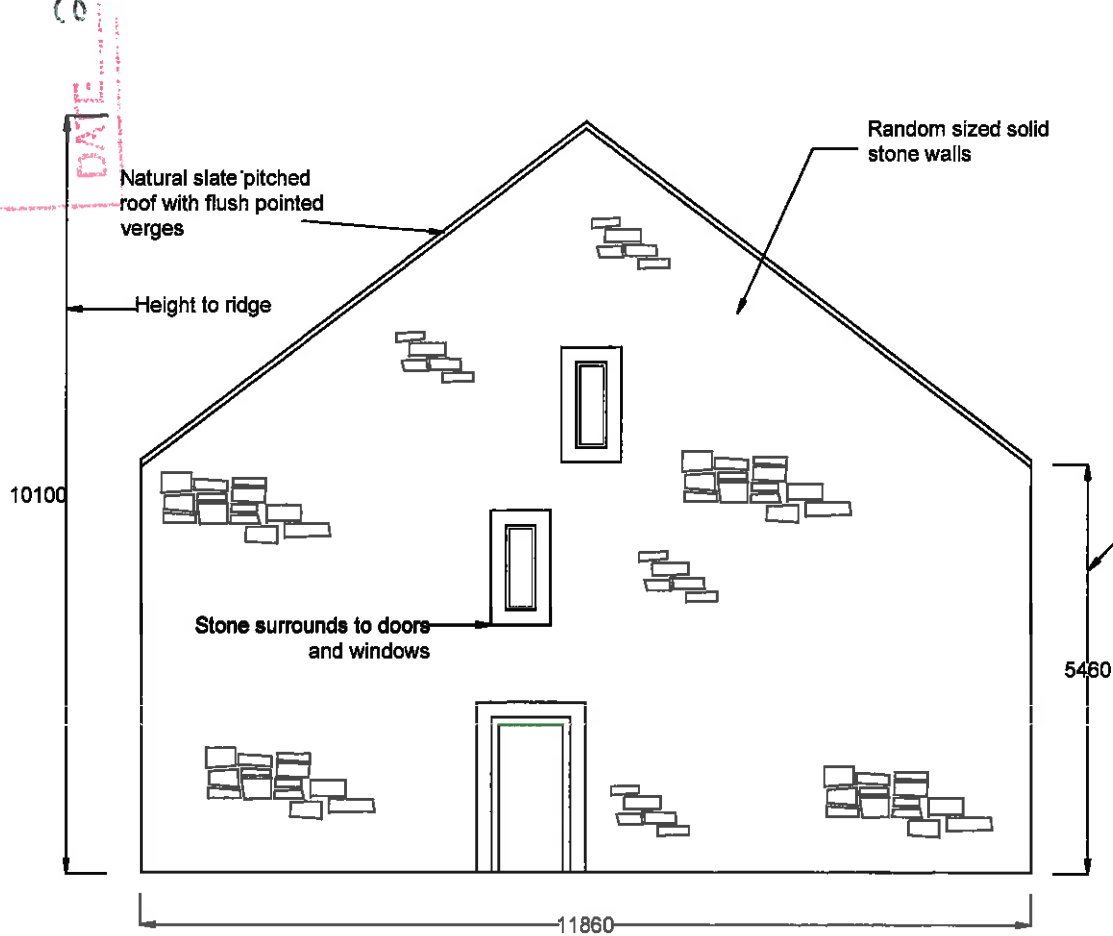 DATE
Random sized solid
stone walls
Natural slate pitched
roof with flush pointed
verges
Height to ridge
10100
Stone surrounds to doors
and windows
5460
11860